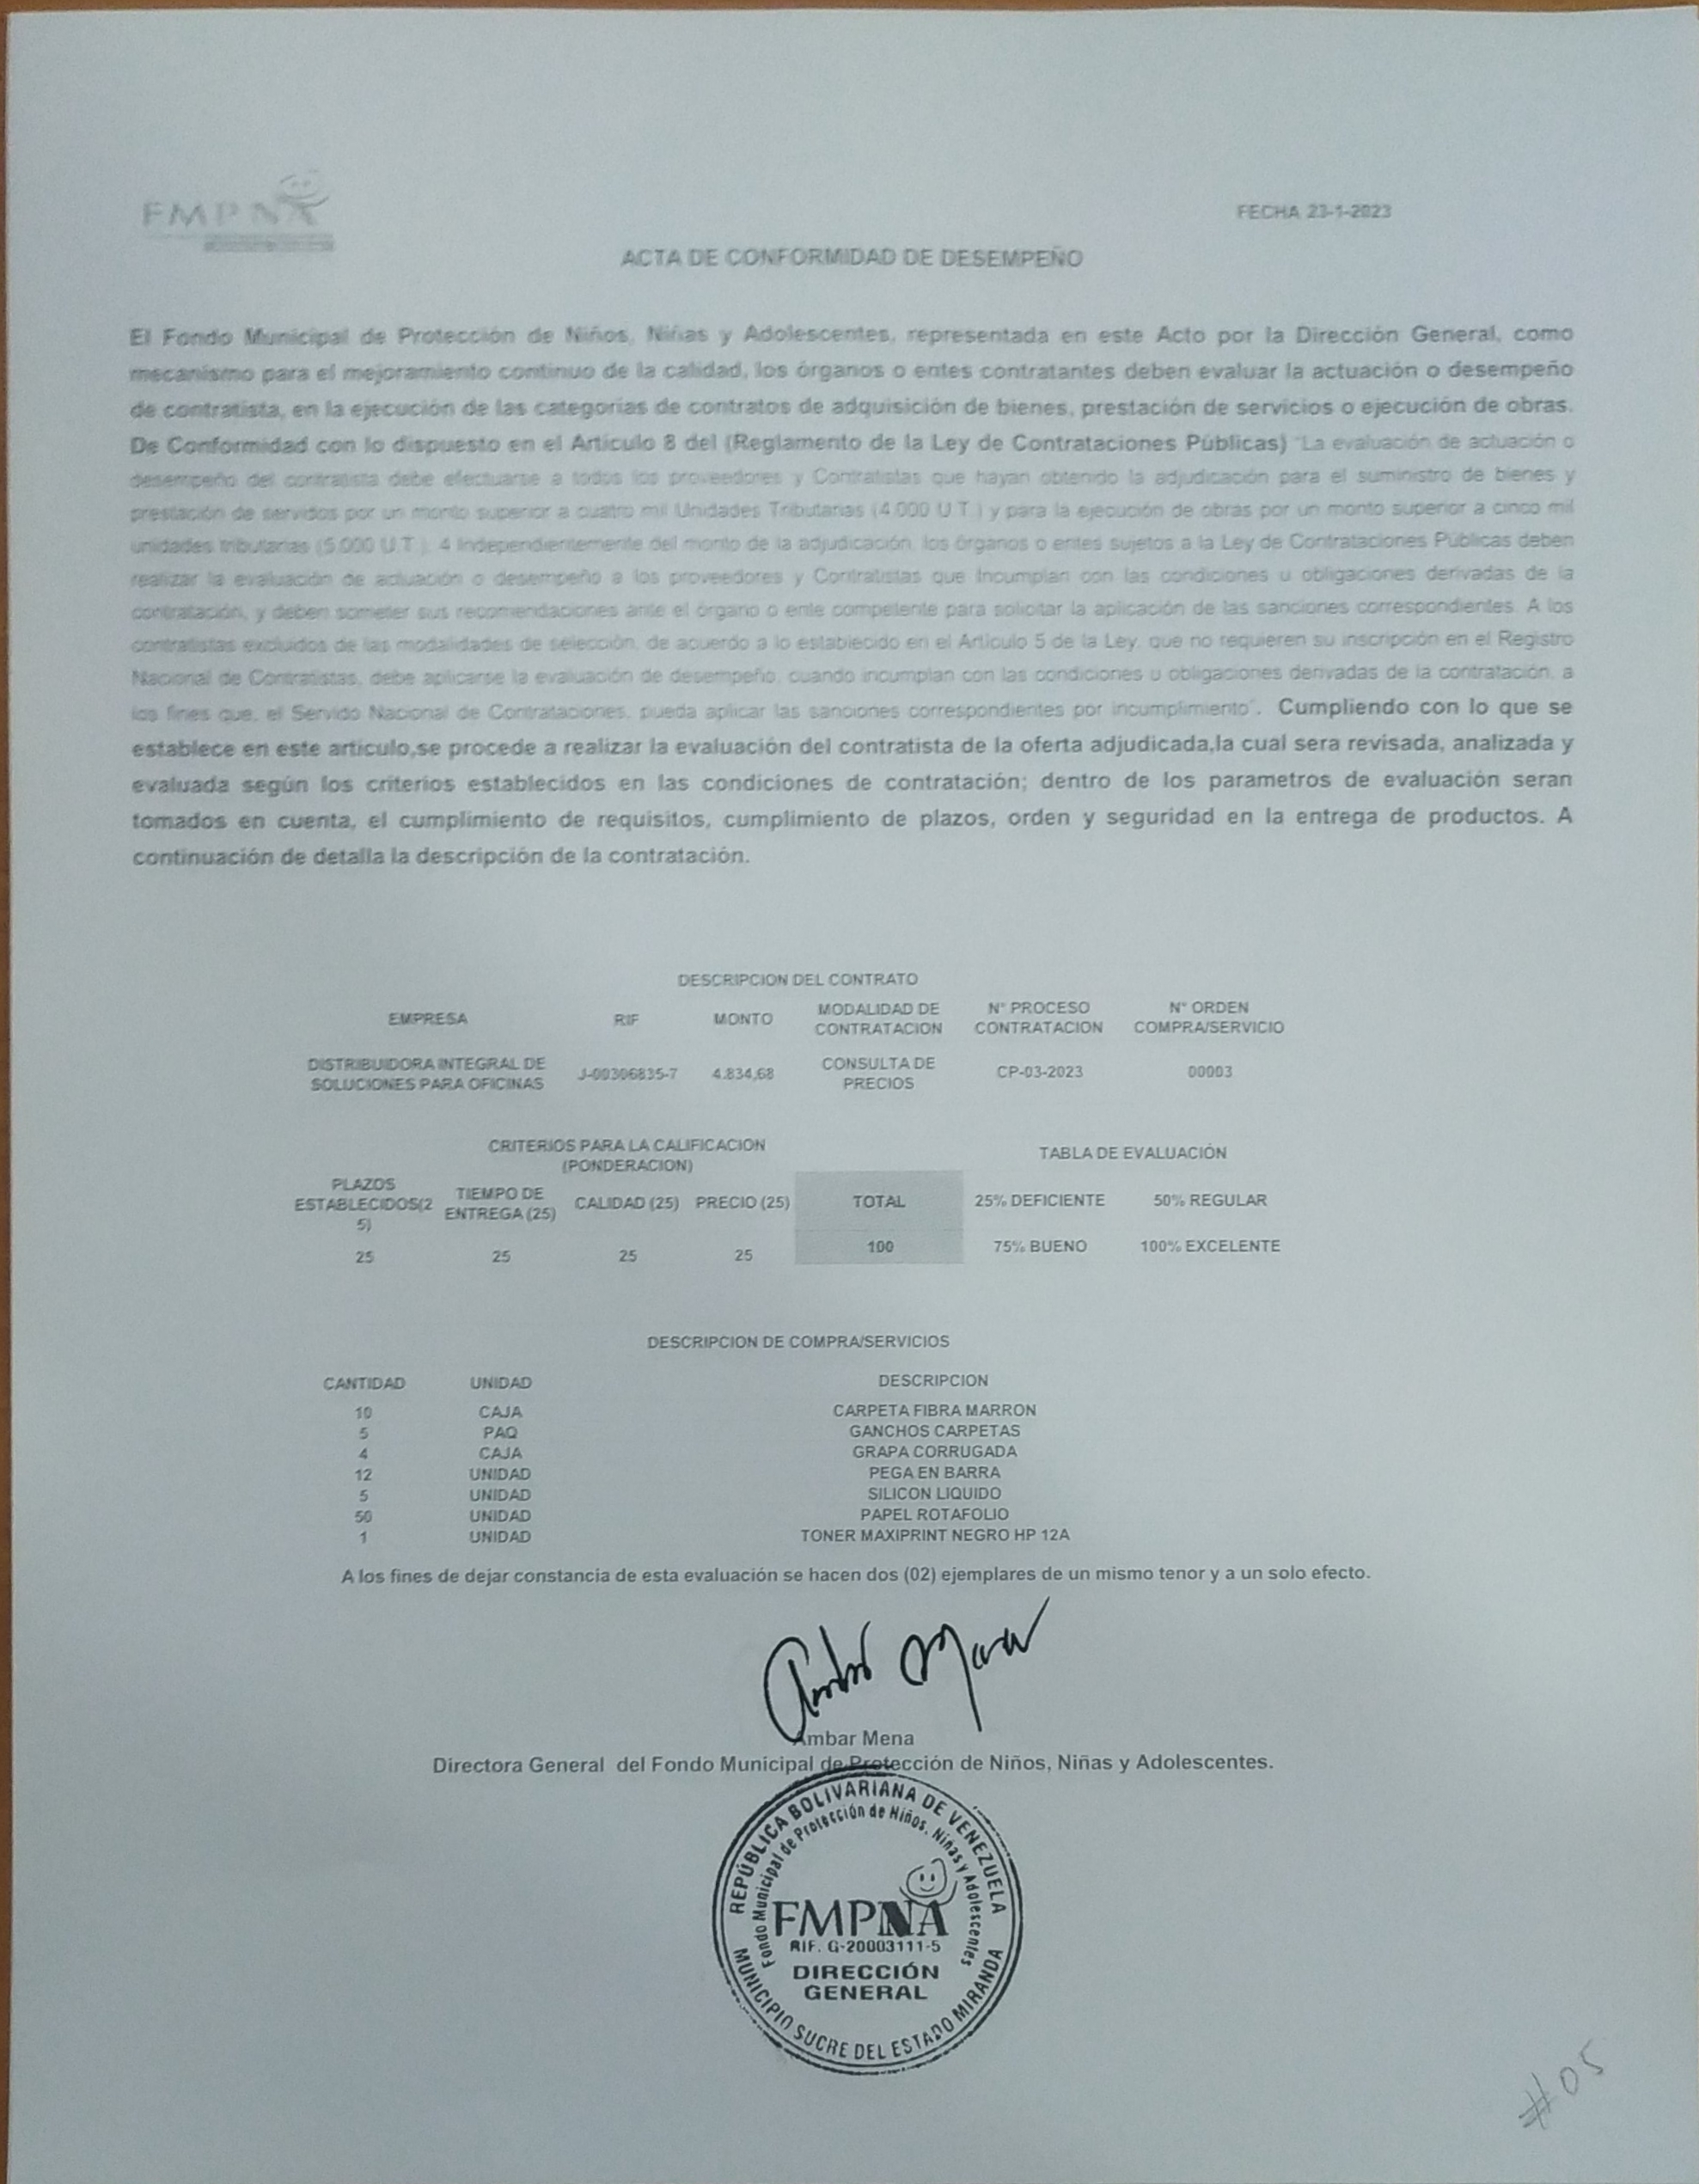 FMPNA
FECHA 23-1-2023
ACTA DE CONFORMIDAD DE DESEMPEÑO
El Fondo Municipal de Protección de Niños, Niñas y Adolescentes, representada en este Acto por la Dirección General, como
mecanismo para el mejoramiento continuo de la calidad, los órganos o entes contratantes deben evaluar la actuación o desempeño
de contratista, en la ejecución de las categorias de contratos de adquisición de bienes, prestación de servicios o ejecución de obras.
De Conformidad con lo dispuesto en el Articulo 8 del (Reglamento de la Ley de Contrataciones Públicas) "La evaluación de actuación o
desempeño del contratista debe efectuarse a todos los proveedores y Contratistas que hayan obtenido la adjudicación para el suministro de bienes y
prestación de servidos por un monto superior a cuatro mil Unidades Tributarias (4.000 U.T.) y para la ejecución de obras por un monto superior a cinco mil
unidades tributarias (5.000 U.T.). 4 Independientemente del monto de la adjudicación, los órganos o entes sujetos a la Ley de Contrataciones Públicas deben
realizar la evaluación de actuación o desempeño a los proveedores y Contratistas que Incumplan con las condiciones u obligaciones derivadas de la
contratación, y deben someter sus recomendaciones ante el órgano o ente competente para solicitar la aplicación de las sanciones correspondientes. A los
contratistas excluidos de las modalidades de selección, de acuerdo a lo establecido en el Artículo 5 de la Ley, que no requieren su inscripción en el Registro
Nacional de Contratistas, debe aplicarse la evaluación de desempeño, cuando incumplan con las condiciones u obligaciones derivadas de la contratación, a
los fines que, el Servido Nacional de Contrataciones, pueda aplicar las sanciones correspondientes por incumplimiento". Cumpliendo con lo que se
establece en este articulo,se procede a realizar la evaluación del contratista de la oferta adjudicada,la cual sera revisada, analizada y
evaluada según los criterios establecidos en las condiciones de contratación; dentro de los parametros de evaluación seran
tomados en cuenta, el cumplimiento de requisitos, cumplimiento de plazos, orden y seguridad en la entrega de productos. A
continuación de detalla la descripción de la contratación.
DESCRIPCION DEL CONTRATO
EMPRESA RIF MONTO MODALIDAD DE CONTRATACION N° PROCESO CONTRATACION N° ORDEN COMPRA/SERVICIO
DISTRIBUIDORA INTEGRAL DE SOLUCIONES PARA OFICINAS J-00306835-7 4.834,68 CONSULTA DE PRECIOS CP-03-2023 00003
CRITERIOS PARA LA CALIFICACION
(PONDERACION)
TABLA DE EVALUACIÓN
PLAZOS ESTABLECIDOS(25) TIEMPO DE ENTREGA (25) CALIDAD (25) PRECIO (25) TOTAL 25% DEFICIENTE 50% REGULAR
25 25 25 25 100 75% BUENO 100% EXCELENTE
DESCRIPCION DE COMPRA/SERVICIOS
CANTIDAD UNIDAD DESCRIPCION
10 CAJA CARPETA FIBRA MARRON
5 PAQ GANCHOS CARPETAS
4 CAJA GRAPA CORRUGADA
12 UNIDAD PEGA EN BARRA
5 UNIDAD SILICON LIQUIDO
50 UNIDAD PAPEL ROTAFOLIO
1 UNIDAD TONER MAXIPRINT NEGRO HP 12A
A los fines de dejar constancia de esta evaluación se hacen dos (02) ejemplares de un mismo tenor y a un solo efecto.
Ambar Mena
Ambar Mena
Directora General del Fondo Municipal de Protección de Niños, Niñas y Adolescentes.
REPÚBLICA BOLIVARIANA DE VENEZUELA
Fondo Municipal de Protección de Niños, Niñas y Adolescentes
FMPNA
RIF. G-20003111-5
DIRECCIÓN
GENERAL
MUNICIPIO SUCRE DEL ESTADO MIRANDA
#05